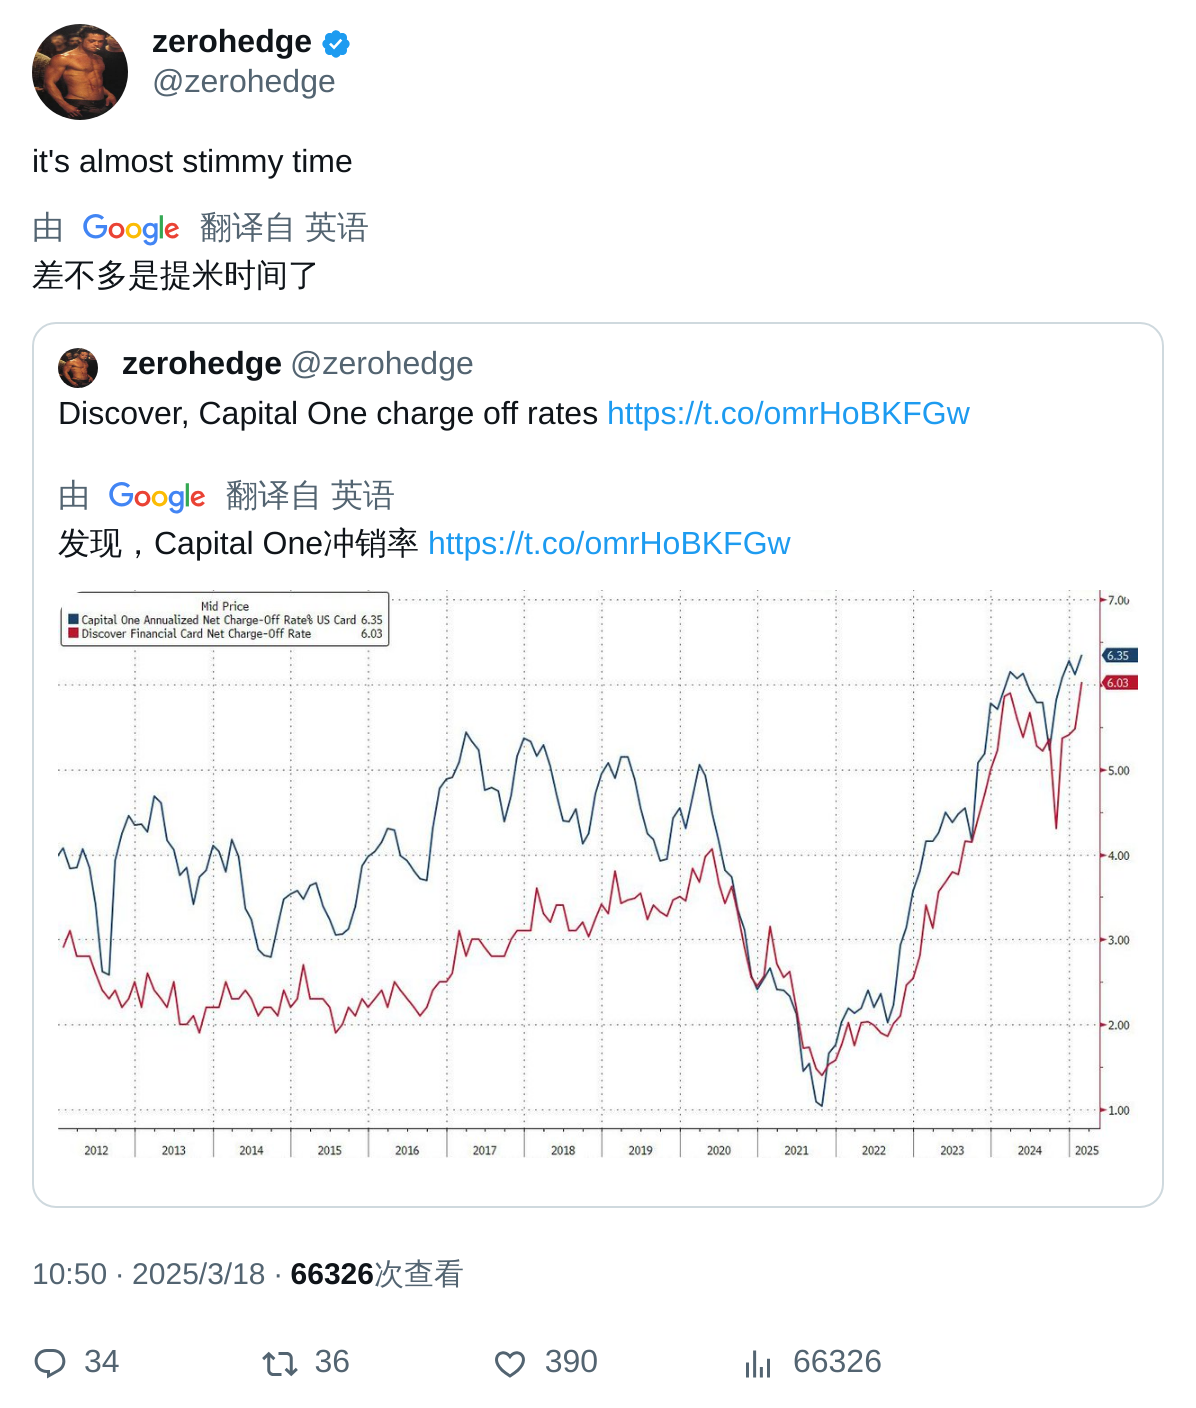 zerohedge
@zerohedge
it's almost stimmy time
由 Google 翻译自 英语
差不多是提米时间了
zerohedge @zerohedge
Discover, Capital One charge off rates https://t.co/omrHoBKFGw
由 Google 翻译自 英语
发现，Capital One冲销率 https://t.co/omrHoBKFGw
Mid Price
Capital One Annualized Net Charge-Off Rate% US Card 6.35
Discover Financial Card Net Charge-Off Rate 6.03
7.00
6.35
6.03
5.00
4.00
3.00
2.00
1.00
2012 2013 2014 2015 2016 2017 2018 2019 2020 2021 2022 2023 2024 2025
10:50 · 2025/3/18 · 66326次查看
34 36 390 66326